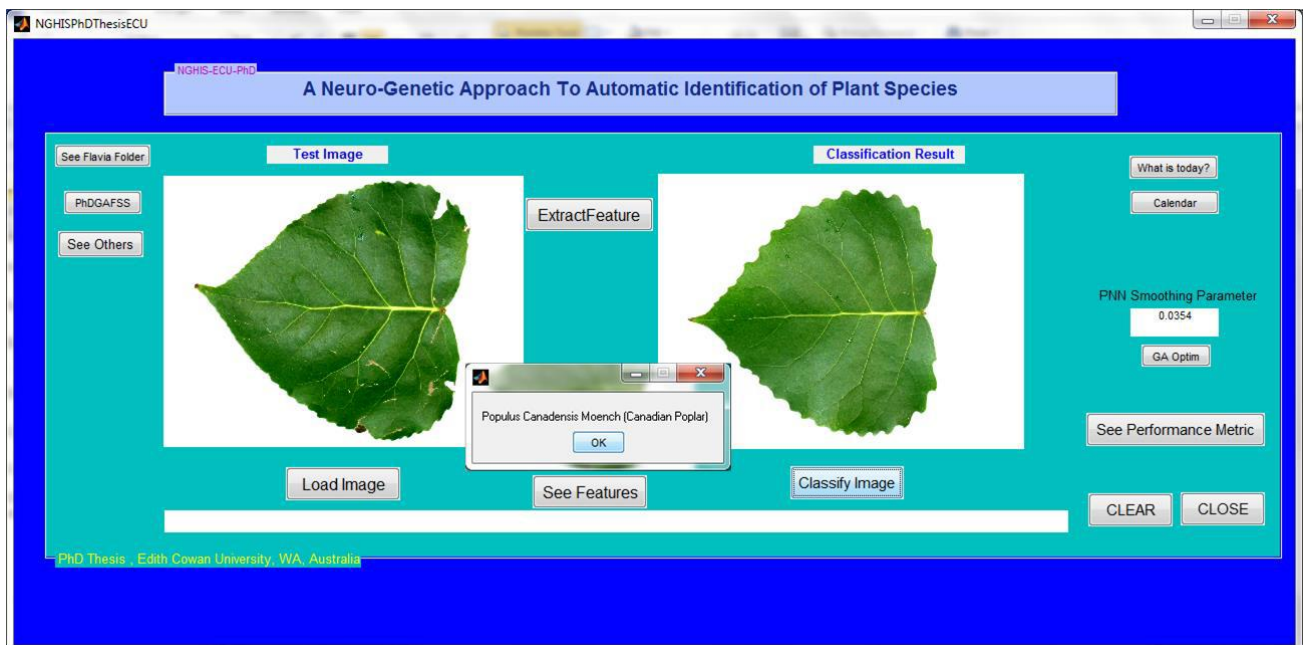 NGHISPhDThesisECU
NGHIS-ECU-PhD
A Neuro-Genetic Approach To Automatic Identification of Plant Species
See Flavia Folder
Test Image
Classification Result
What is today?
PhDGAFSS
ExtractFeature
Calendar
See Others
PNN Smoothing Parameter
0.0354
GA Optim
Populus Canadensis Moench (Canadian Poplar)
OK
See Performance Metric
Load Image
See Features
Classify Image
CLEAR
CLOSE
PhD Thesis , Edith Cowan University, WA, Australia